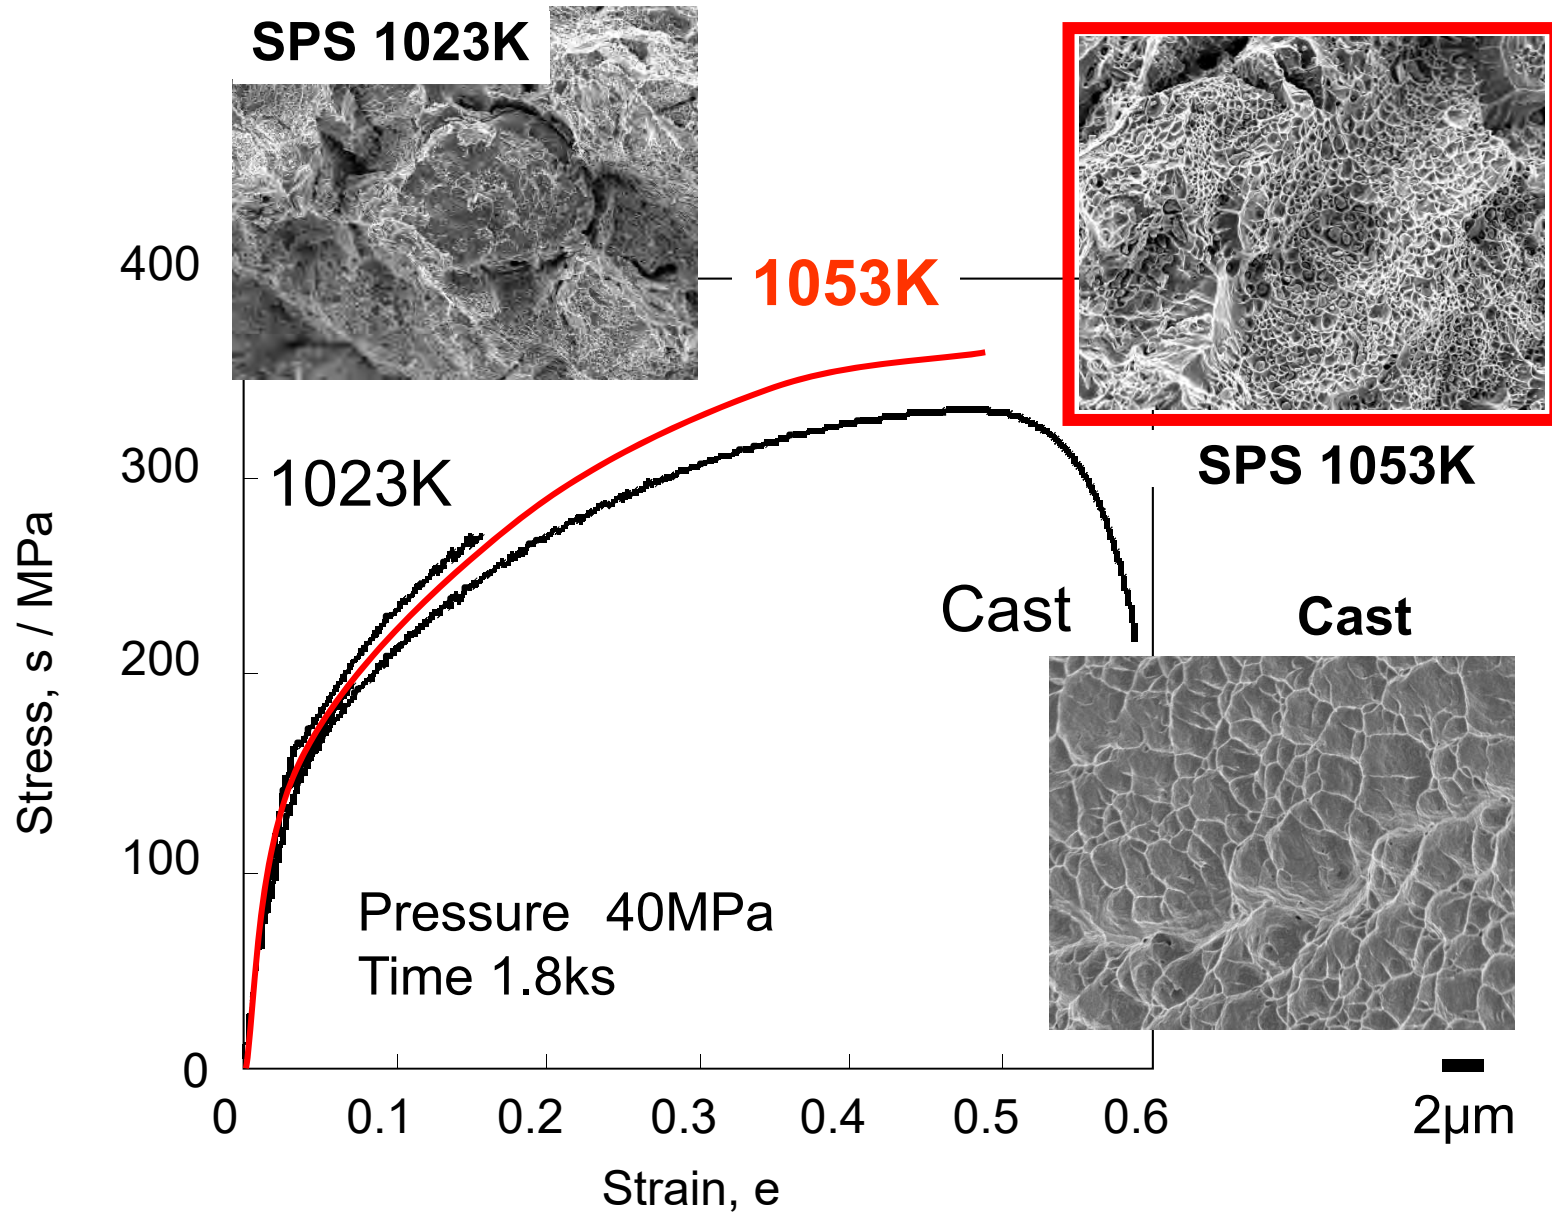 SPS 1023K
400
1053K
300
1023K
SPS 1053K
200
Cast
Cast
100
Pressure 40MPa
Time 1.8ks
0
0 0.1 0.2 0.3 0.4 0.5 0.6
2μm
Strain, e
Stress, s / MPa